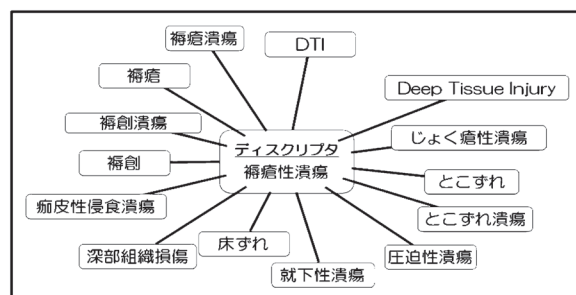 褥瘡潰瘍
DTI
褥瘡
Deep Tissue Injury
褥創潰瘍
じょく瘡性潰瘍
ディスクリプタ
褥瘡性潰瘍
褥創
とこずれ
痂皮性侵食潰瘍
とこずれ潰瘍
床ずれ
深部組織損傷
圧迫性潰瘍
就下性潰瘍